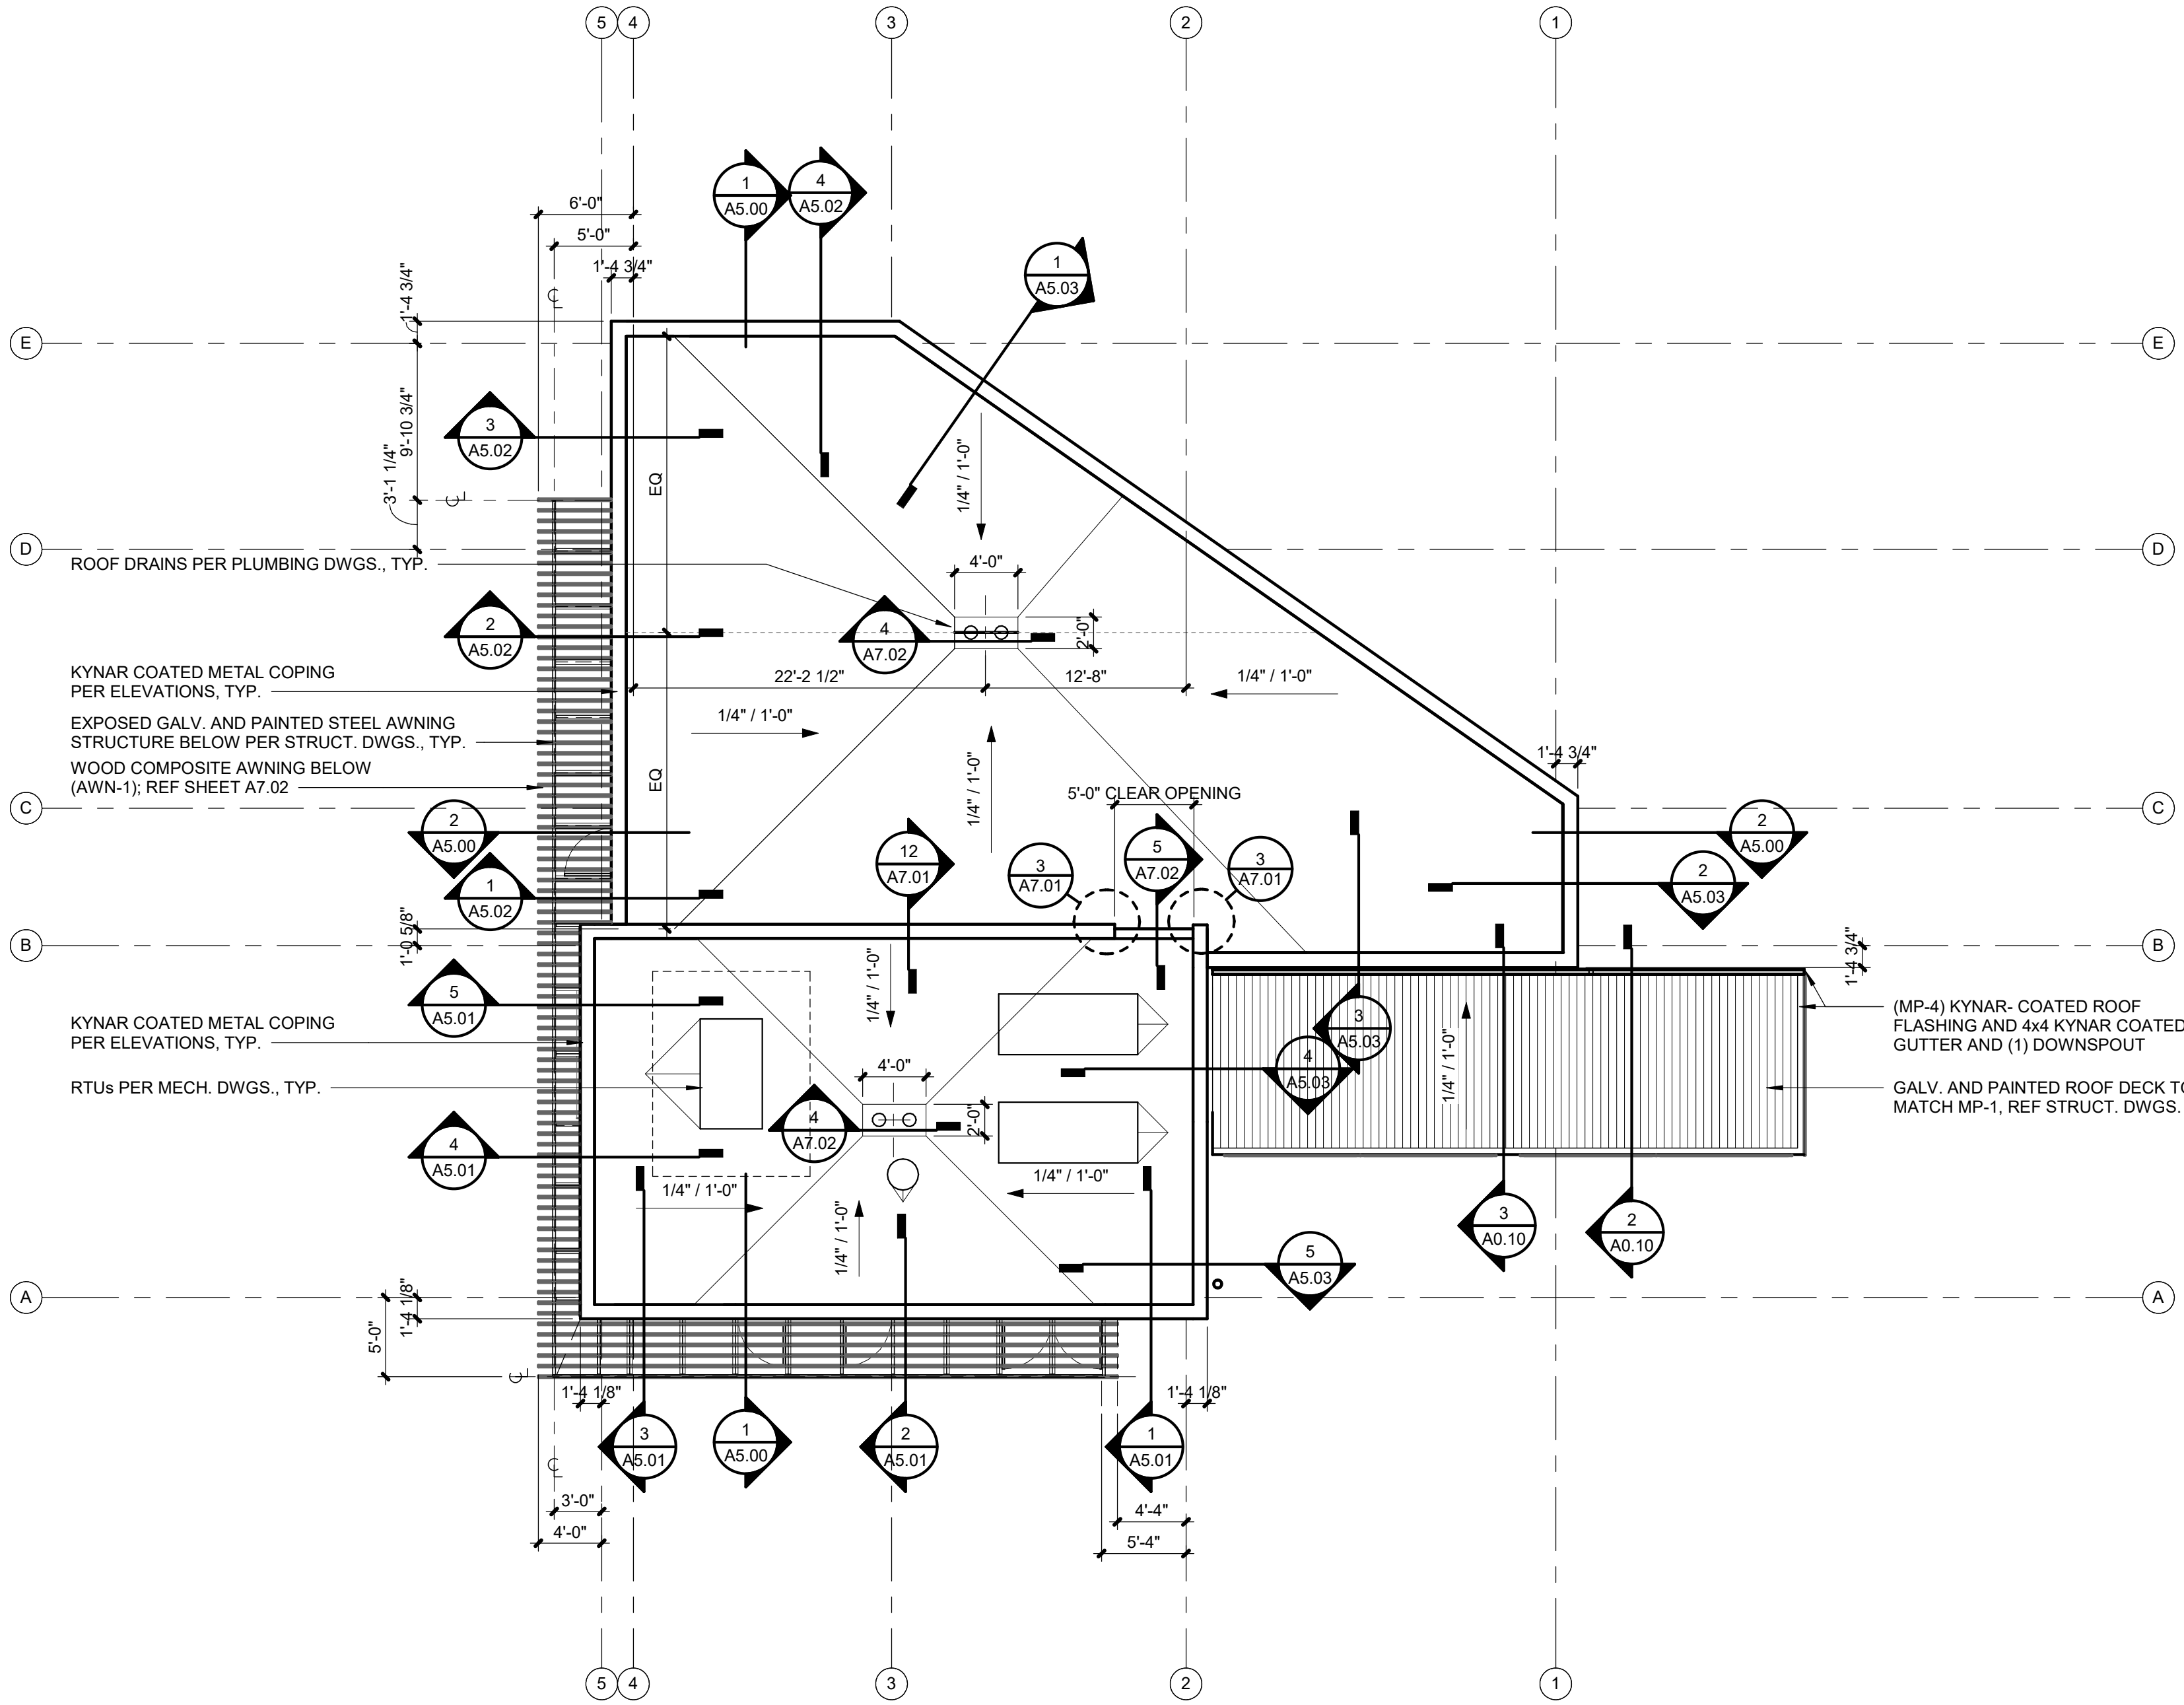 5 4 3 2 1
1
A5.00
4
A5.02
6'-0"
5'-0"
1'-4 3/4"
1'-4 3/4"
1
A5.03
E E
9'-10 3/4"
3'-1 1/4"
3
A5.02
EQ
1/4" / 1'-0"
D D
ROOF DRAINS PER PLUMBING DWGS., TYP.
4'-0"
2'-0"
2
A5.02
4
A7.02
KYNAR COATED METAL COPING
PER ELEVATIONS, TYP.
22'-2 1/2"
12'-8"
1/4" / 1'-0"
EXPOSED GALV. AND PAINTED STEEL AWNING
STRUCTURE BELOW PER STRUCT. DWGS., TYP.
1/4" / 1'-0"
WOOD COMPOSITE AWNING BELOW
(AWN-1); REF SHEET A7.02
EQ
1/4" / 1'-0"
1'-4 3/4"
5'-0" CLEAR OPENING
C C
2
A5.00
2
A5.00
1
A5.02
12
A7.01
3
A7.01
5
A7.02
3
A7.01
2
A5.03
1'-0 5/8"
B B
1'-4 3/4"
5
A5.01
1/4" / 1'-0"
(MP-4) KYNAR- COATED ROOF
FLASHING AND 4x4 KYNAR COATED
GUTTER AND (1) DOWNSPOUT
KYNAR COATED METAL COPING
PER ELEVATIONS, TYP.
3
A5.03
4
A5.03
1/4" / 1'-0"
RTUs PER MECH. DWGS., TYP.
4'-0"
2'-0"
GALV. AND PAINTED ROOF DECK TO
MATCH MP-1, REF STRUCT. DWGS.
4
A7.02
4
A5.01
1/4" / 1'-0"
1/4" / 1'-0"
1/4" / 1'-0"
3
A0.10
2
A0.10
5
A5.03
A A
1'-4 1/8"
5'-0"
1'-4 1/8"
1'-4 1/8"
3
A5.01
1
A5.00
2
A5.01
1
A5.01
3'-0"
4'-0"
4'-4"
5'-4"
5 4 3 2 1